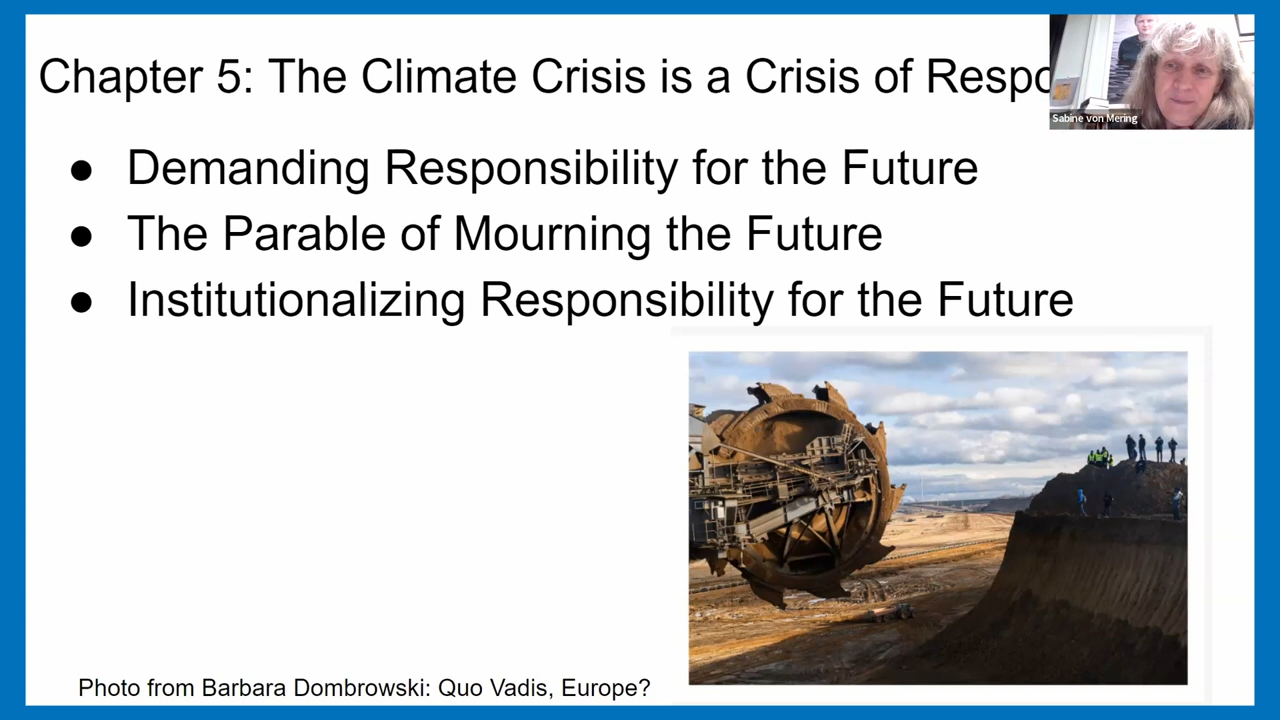 Chapter 5: The Climate Crisis is a Crisis of
Sabine von Mering
● Demanding Responsibility for the Future
● The Parable of Mourning the Future
● Institutionalizing Responsibility for the Future
Photo from Barbara Dombrowski: Quo Vadis, Europe?